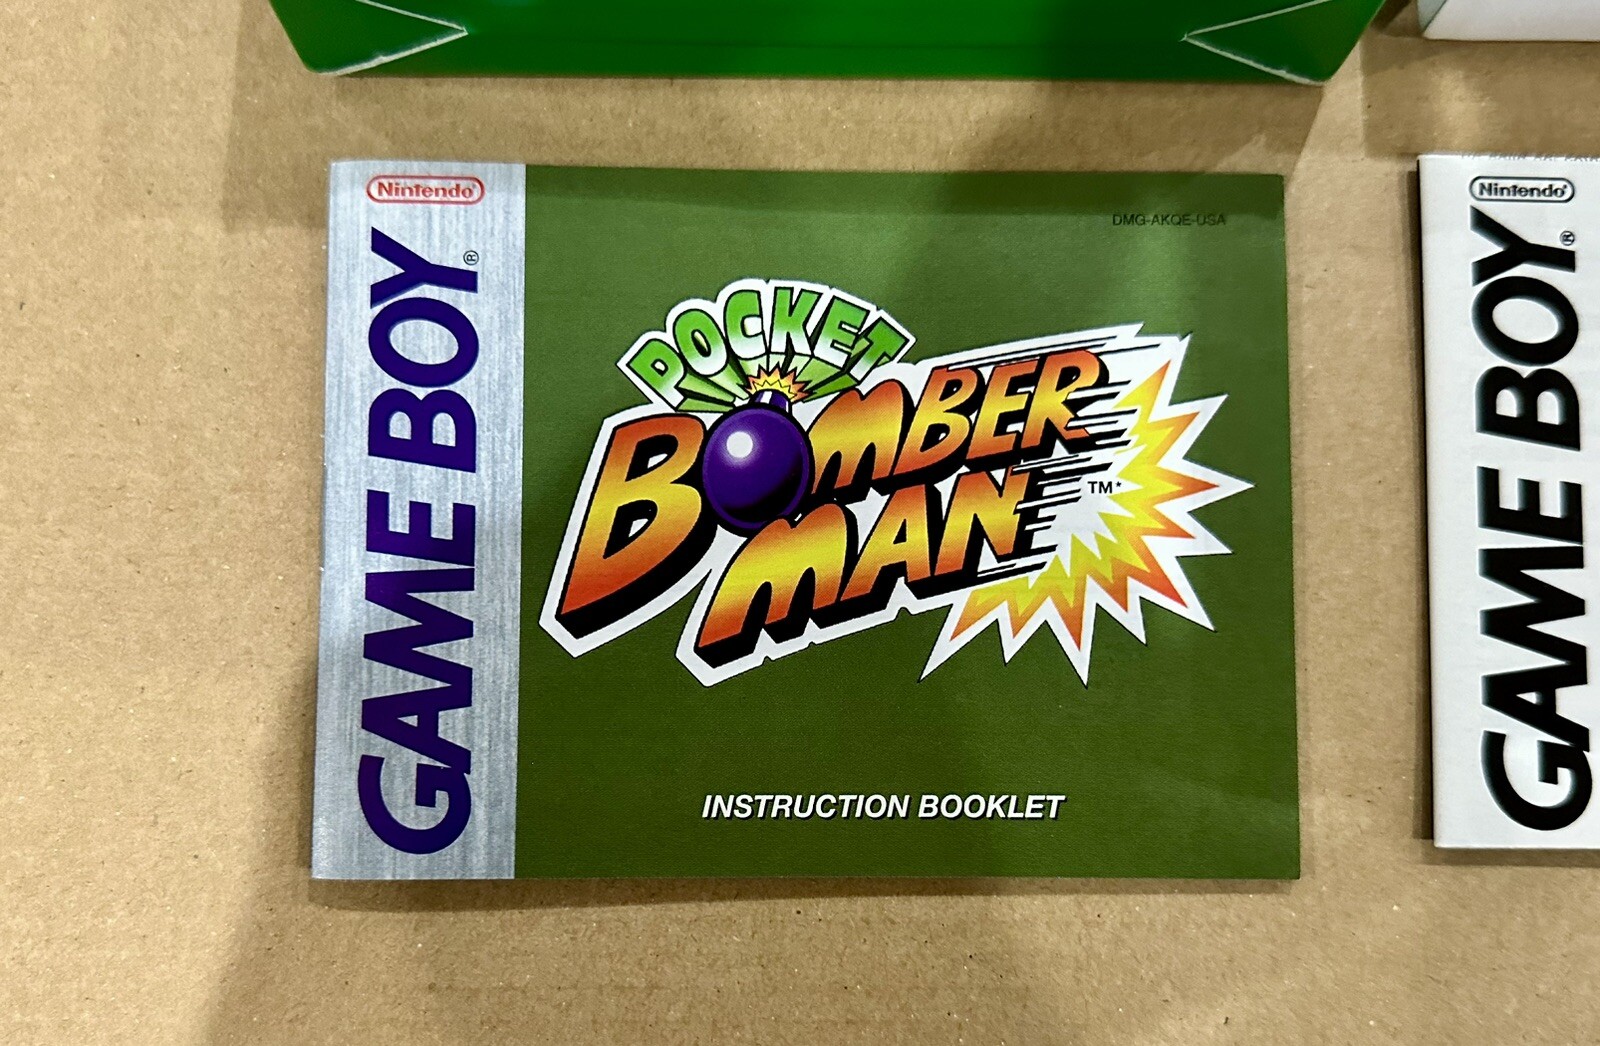 Nintendo®
GAME BOY®
DMG-AKQE-USA
POCKET
BOMBER
MAN
TM*
INSTRUCTION BOOKLET
Nintendo®
GAME BOY®